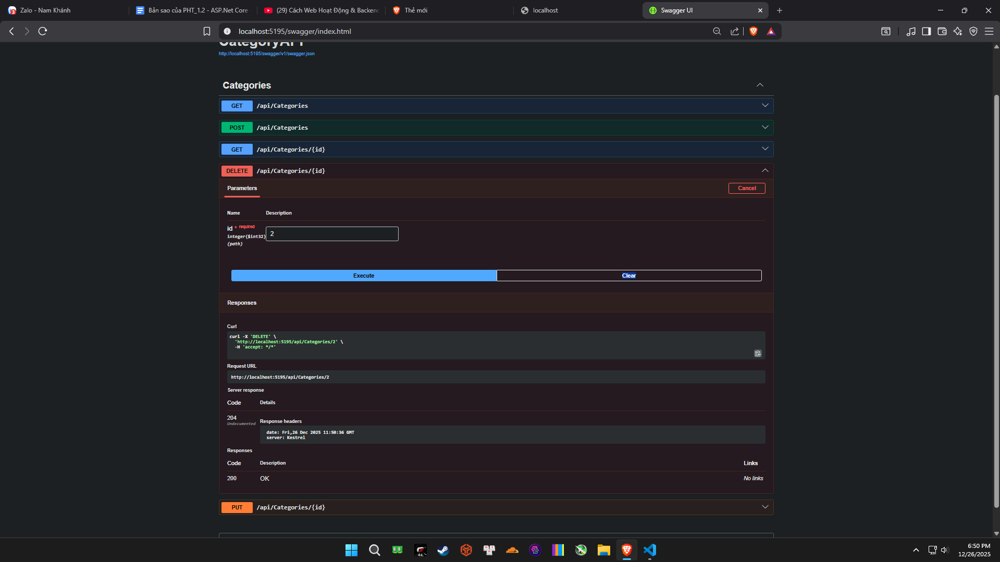 Zalo - Nam Khánh
Bản sao của PHT_1.2 - ASP.Net Core
(29) Cách Web Hoạt Động & Backend
Thẻ mới
localhost
Swagger UI
localhost:5195/swagger/index.html
CategoryAPI
http://localhost:5195/swagger/v1/swagger.json
Categories
GET /api/Categories
POST /api/Categories
GET /api/Categories/{id}
DELETE /api/Categories/{id}
Parameters
Cancel
Name Description
id * required
integer($int32)
(path)
2
Execute
Clear
Responses
Curl
curl -X 'DELETE' \
'http://localhost:5195/api/Categories/2' \
-H 'accept: */*'
Request URL
http://localhost:5195/api/Categories/2
Server response
Code Details
204
Undocumented
Response headers
date: Fri,26 Dec 2025 11:50:36 GMT
server: Kestrel
Responses
Code Description Links
200 OK No links
PUT /api/Categories/{id}
6:50 PM
12/26/2025